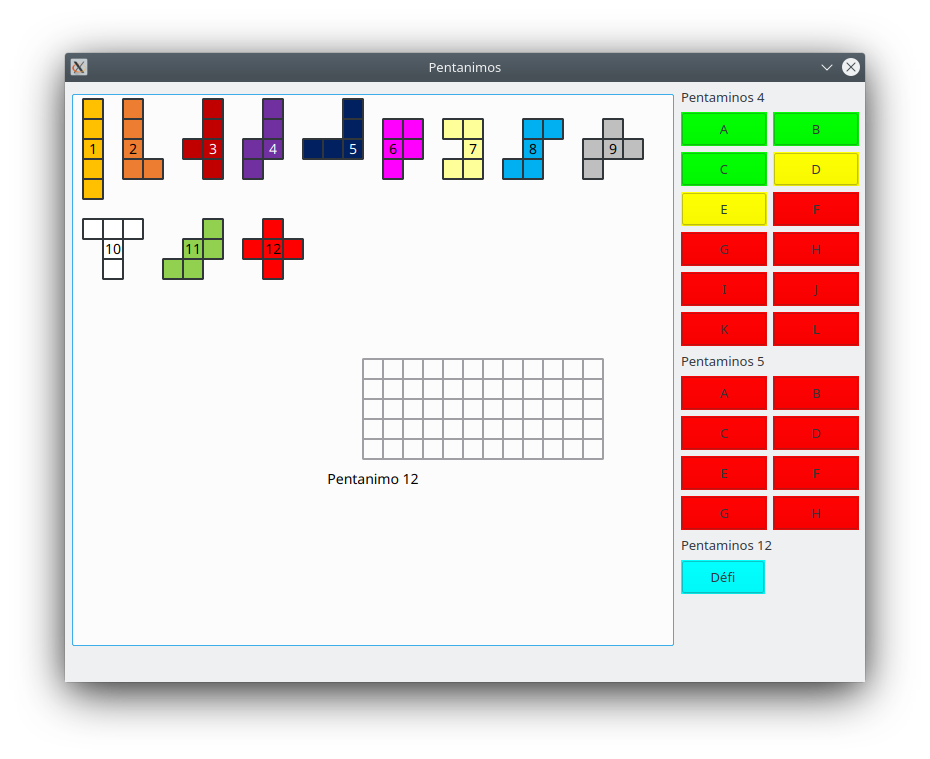 Pentanimos
1 2 3 4 5 6 7 8 9
10 11 12
Pentanimo 12
Pentaminos 4
A B
C D
E F
G H
I J
K L
Pentaminos 5
A B
C D
E F
G H
Pentaminos 12
Défi